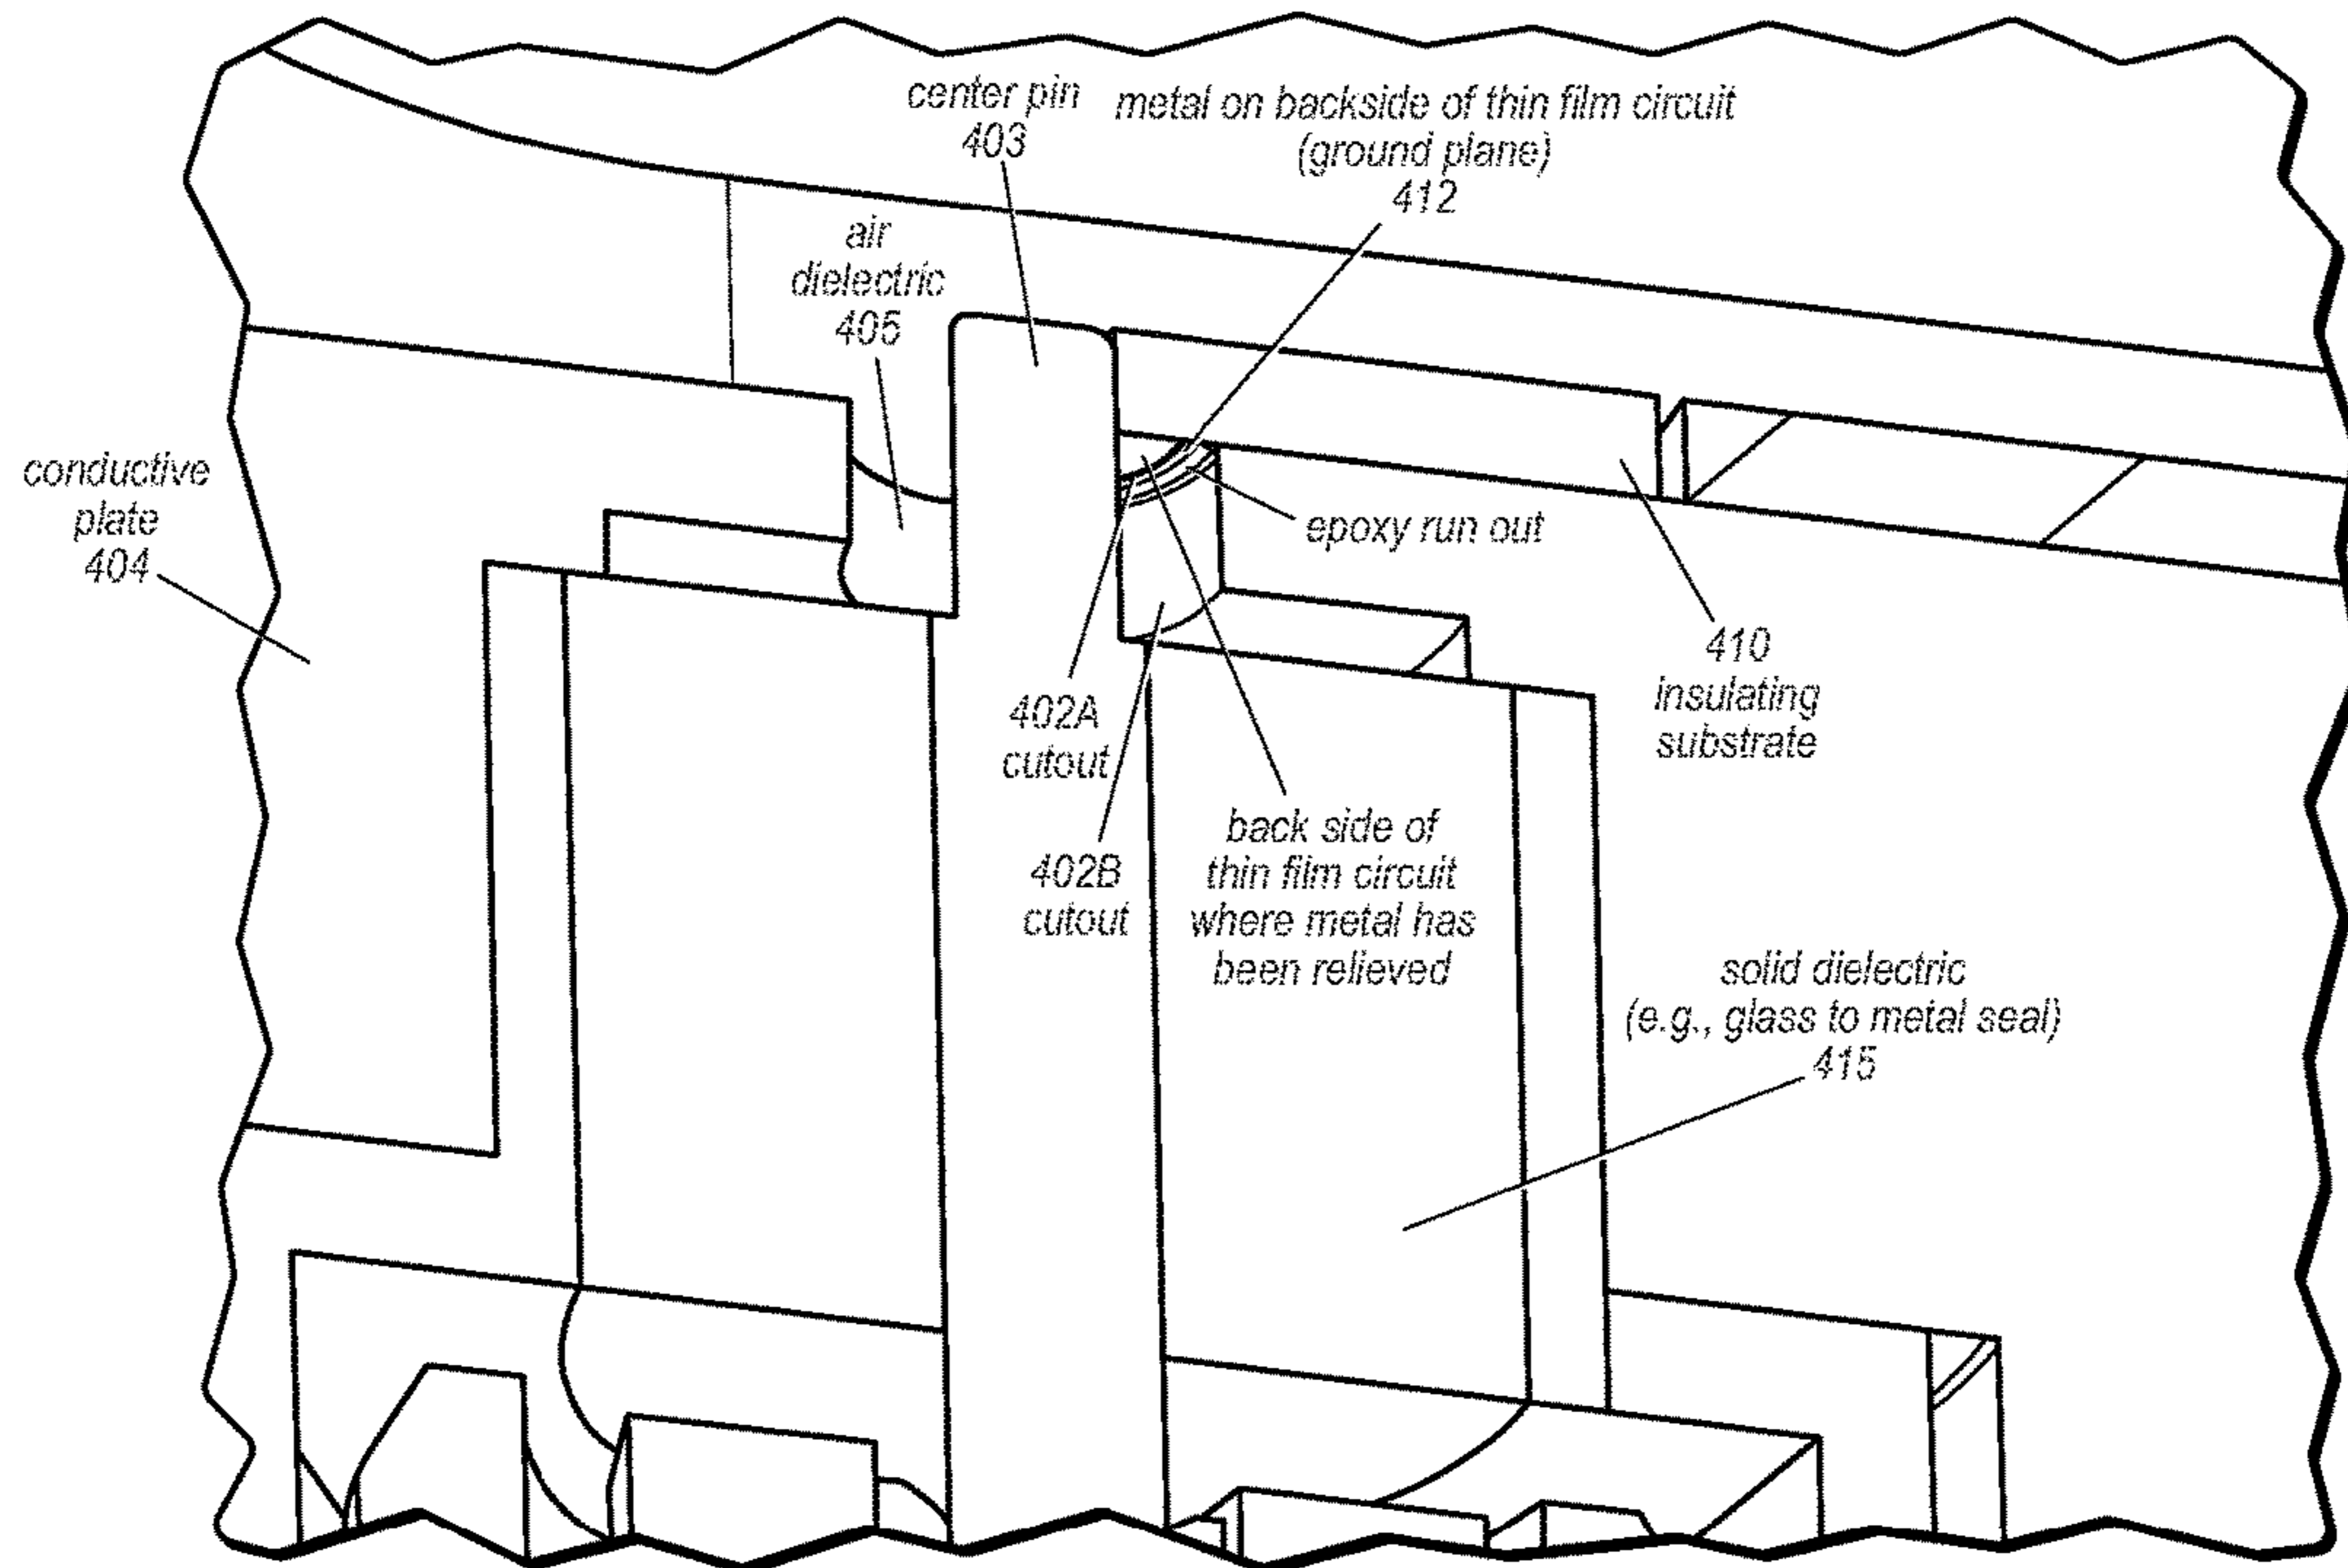 center pin
403
metal on backside of thin film circuit
(ground plane)
412
air
dielectric
405
conductive
plate
404
epoxy run out
410
insulating
substrate
402A
cutout
402B
cutout
back side of
thin film circuit
where metal has
been relieved
solid dielectric
(e.g., glass to metal seal)
415